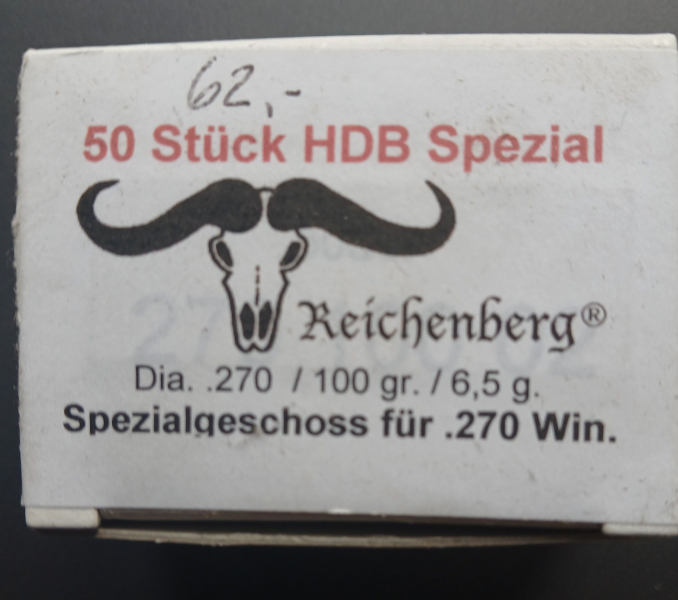 62,-
50 Stück HDB Spezial
Reichenberg®
Dia. .270 / 100 gr. / 6,5 g.
Spezialgeschoss für .270 Win.